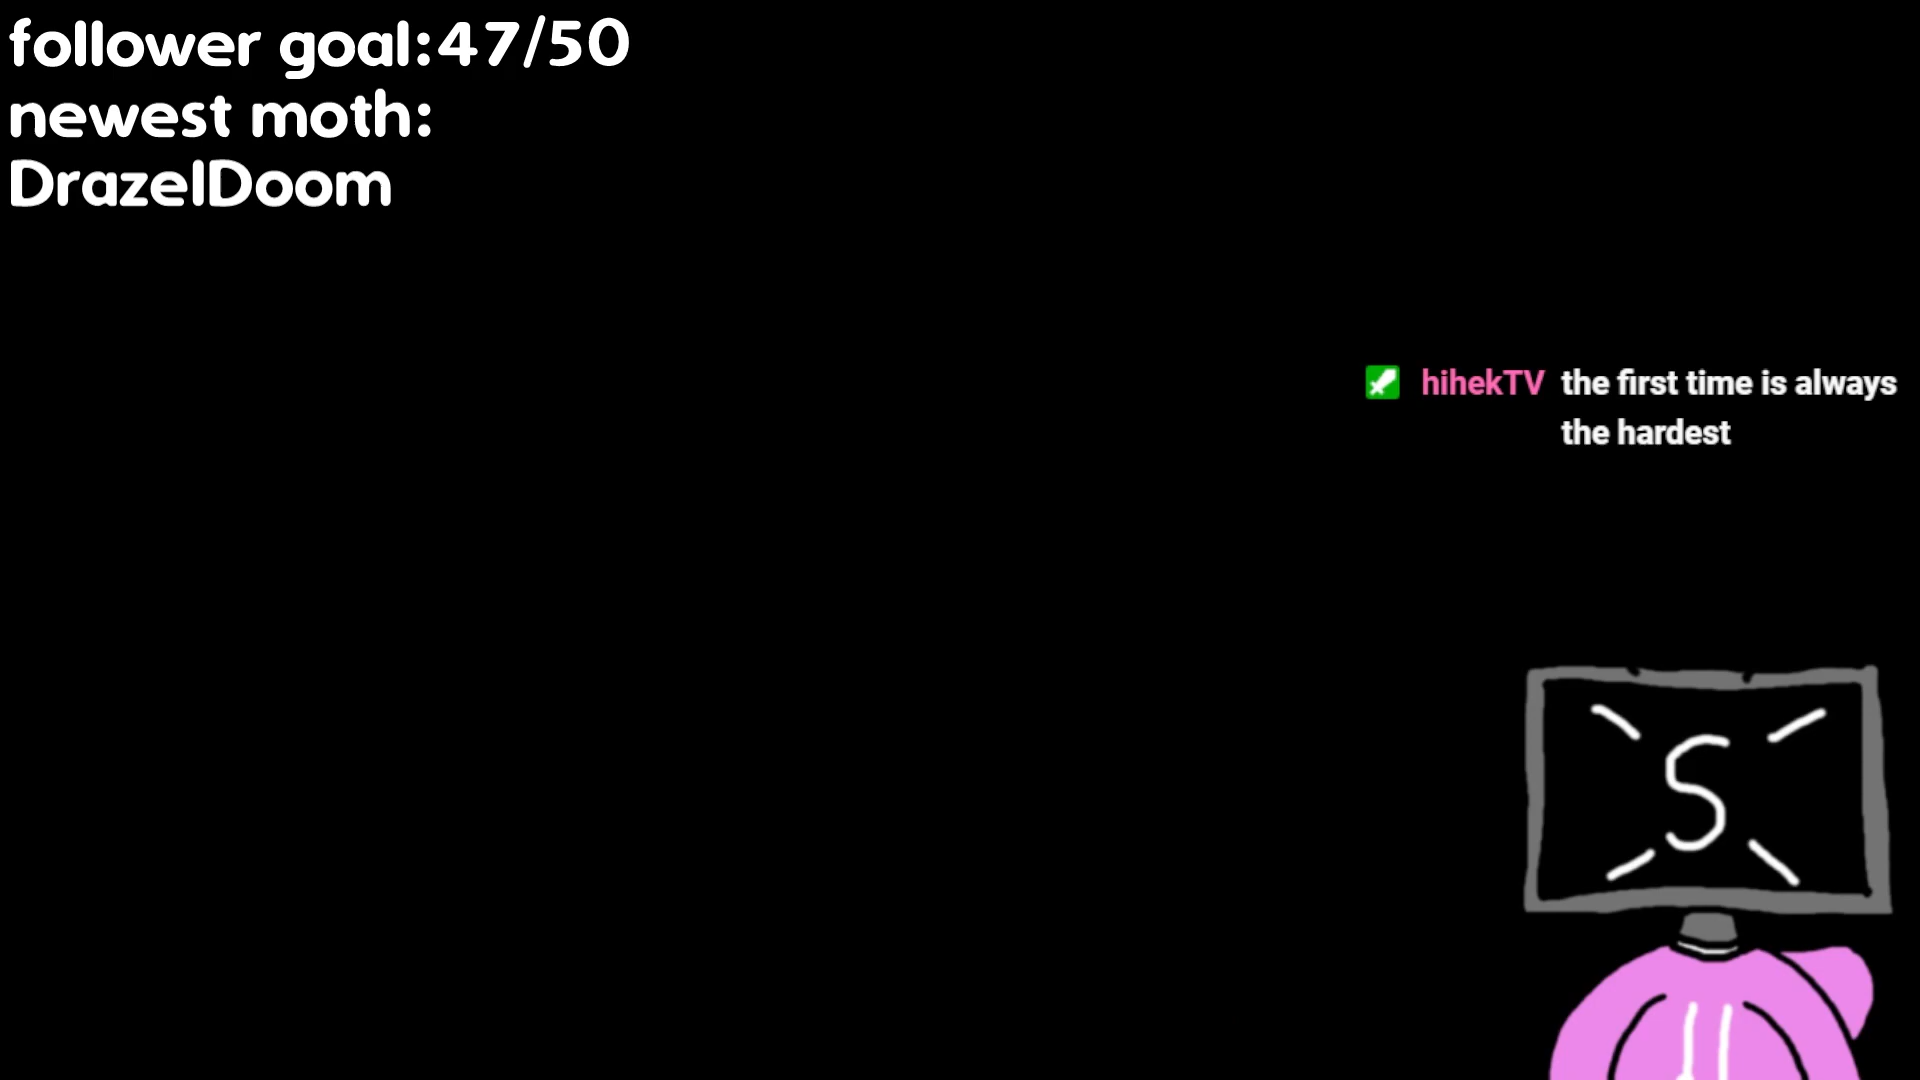 follower goal:47/50
newest moth:
DrazelDoom
hihekTV the first time is always
the hardest
S